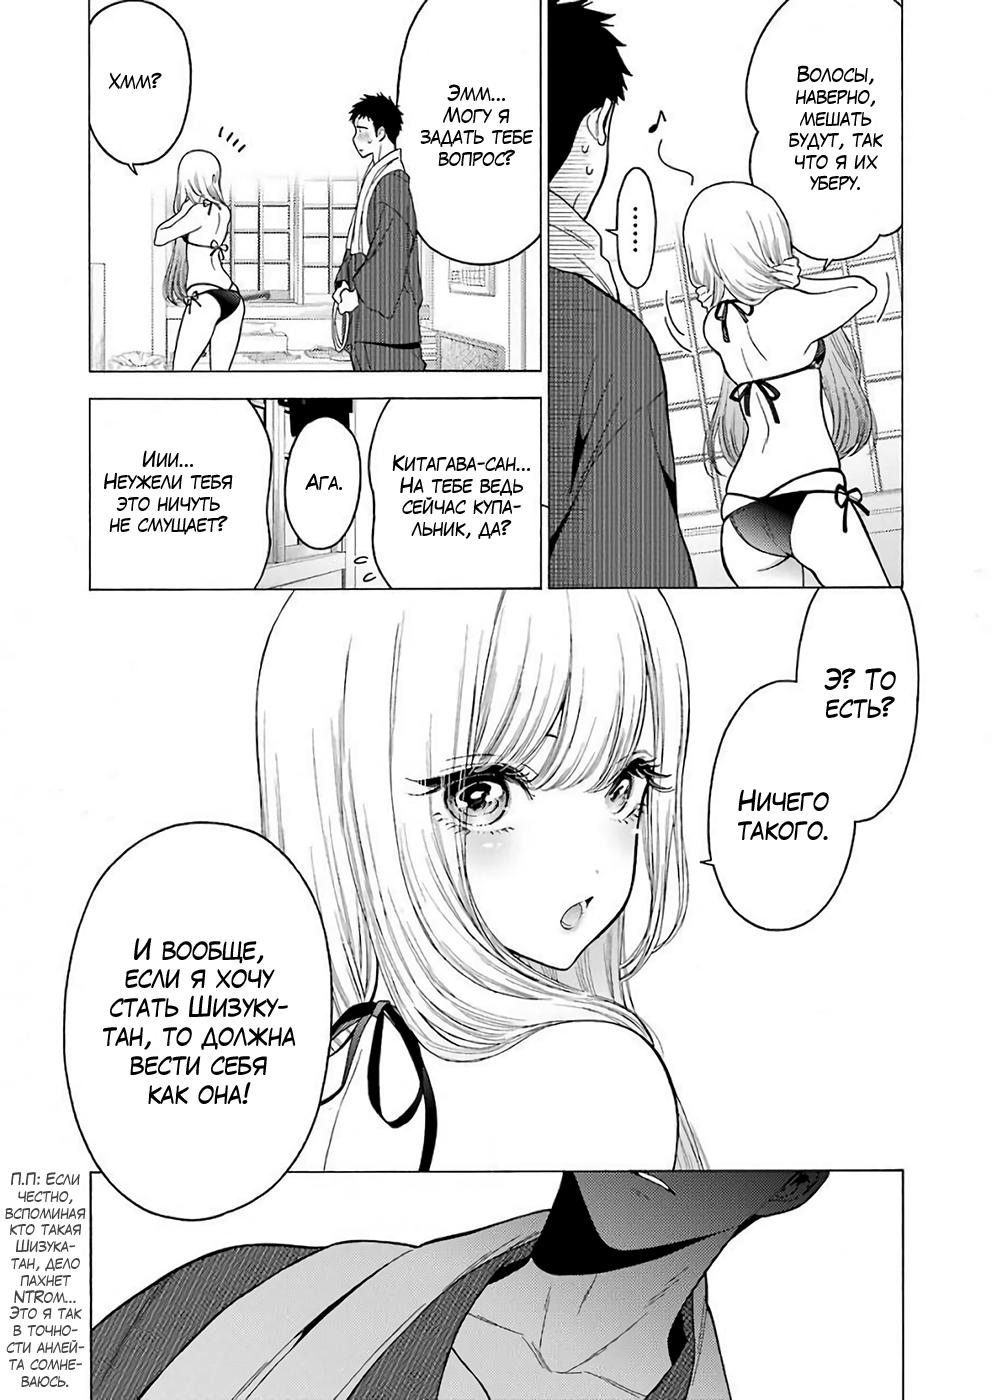 Волосы,
наверно,
мешать
будут, так
что я их
уберу.
......
Эмм...
Могу я
задать тебе
вопрос?
Хмм?
Китагава-сан...
На тебе ведь
сейчас купа-
льник, да?
Ага.
Иии...
Неужели тебя
это ничуть
не смущает?
Э? То
есть?
Ничего
такого.
И вообще,
если я хочу
стать Шизуку-
тан, то должна
вести себя
как она!
П.П: Если
честно,
вспоминая
кто такая
Шизука-
тан, дело
пахнет
NTRом...
Это я так
в точно-
сти анлей-
та сомне-
ваюсь.